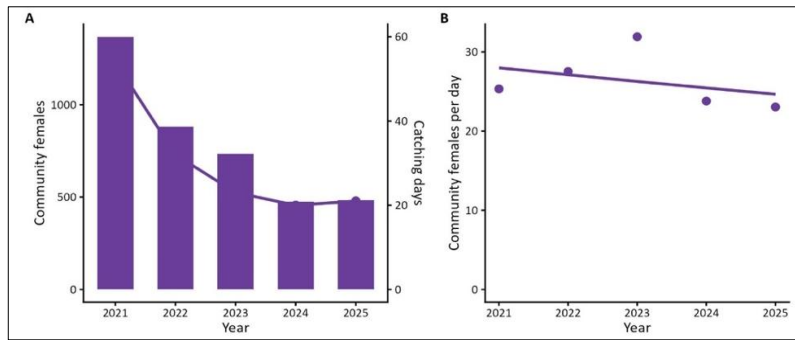 A
Community females
1000
500
0
60
40
20
0
Catching days
2021 2022 2023 2024 2025
Year
B
Community females per day
30
20
10
0
2021 2022 2023 2024 2025
Year